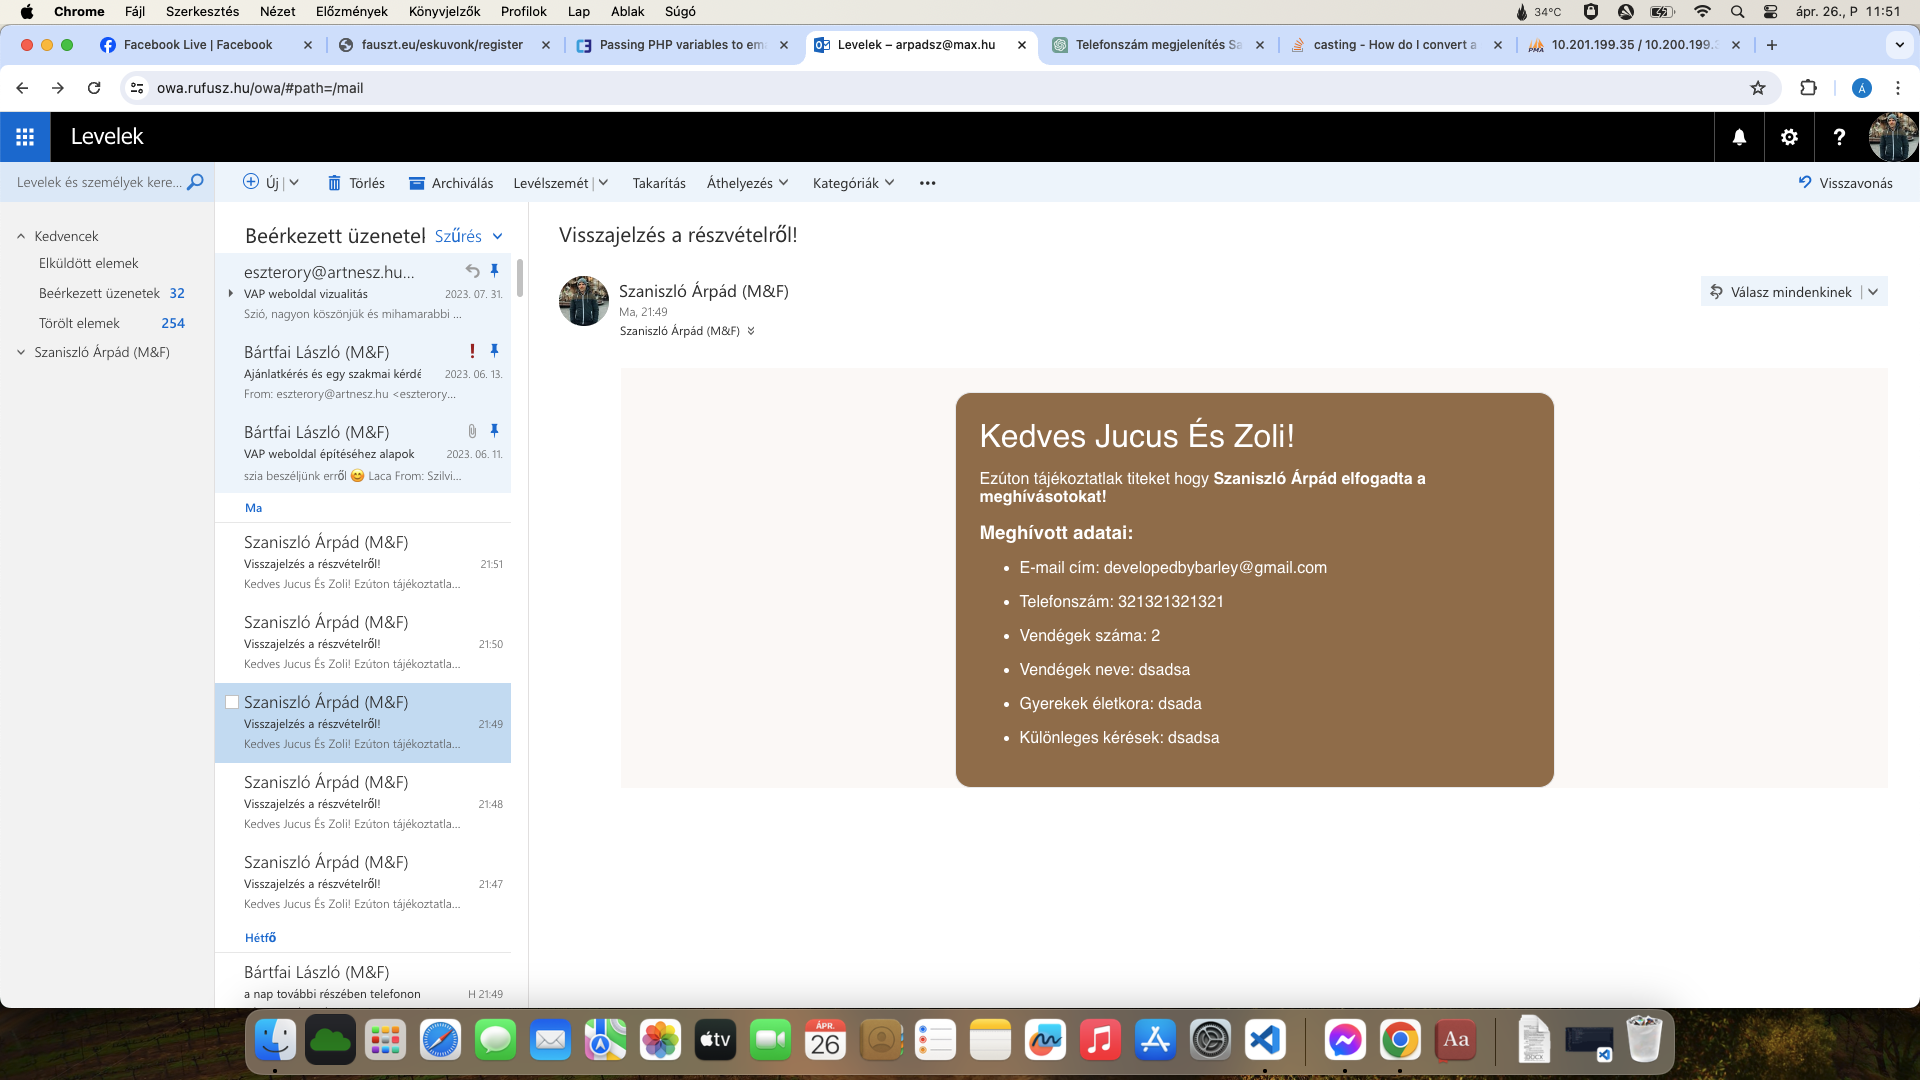 Chrome Fájl Szerkesztés Nézet Előzmények Könyvjelzők Profilok Lap Ablak Súgó 34°C ápr. 26., P 11:51
Facebook Live | Facebook
fauszt.eu/eskuvonk/register
Passing PHP variables to em
Levelek – arpadsz@max.hu
Telefonszám megjelenítés Sa
casting - How do I convert a
10.201.199.35 / 10.200.199.3
owa.rufusz.hu/owa/#path=/mail
Á
Levelek
?
Levelek és személyek kere...
Új
Törlés
Archiválás
Levélszemét
Takarítás
Áthelyezés
Kategóriák
Visszavonás
Kedvencek
Elküldött elemek
Beérkezett üzenetek 32
Törölt elemek 254
Szaniszló Árpád (M&F)
Beérkezett üzenetek Szűrés
eszterory@artnesz.hu...
VAP weboldal vizualitás 2023. 07. 31.
Szió, nagyon köszönjük és mihamarabbi ...
Bártfai László (M&F)
Ajánlatkérés és egy szakmai kérdé 2023. 06. 13.
From: eszterory@artnesz.hu <eszterory...
Bártfai László (M&F)
VAP weboldal építéséhez alapok 2023. 06. 11.
szia beszéljünk erről 😊 Laca From: Szilvi...
Ma
Szaniszló Árpád (M&F)
Visszajelzés a részvételről! 21:51
Kedves Jucus És Zoli! Ezúton tájékoztatla...
Szaniszló Árpád (M&F)
Visszajelzés a részvételről! 21:50
Kedves Jucus És Zoli! Ezúton tájékoztatla...
Szaniszló Árpád (M&F)
Visszajelzés a részvételről! 21:49
Kedves Jucus És Zoli! Ezúton tájékoztatla...
Szaniszló Árpád (M&F)
Visszajelzés a részvételről! 21:48
Kedves Jucus És Zoli! Ezúton tájékoztatla...
Szaniszló Árpád (M&F)
Visszajelzés a részvételről! 21:47
Kedves Jucus És Zoli! Ezúton tájékoztatla...
Hétfő
Bártfai László (M&F)
a nap további részében telefonon H 21:49
Visszajelzés a részvételről!
Szaniszló Árpád (M&F)
Ma, 21:49
Szaniszló Árpád (M&F)
Válasz mindenkinek
Kedves Jucus És Zoli!
Ezúton tájékoztatlak titeket hogy Szaniszló Árpád elfogadta a
meghívásotokat!
Meghívott adatai:
• E-mail cím: developedbybarley@gmail.com
• Telefonszám: 321321321321
• Vendégek száma: 2
• Vendégek neve: dsadsa
• Gyerekek életkora: dsada
• Különleges kérések: dsadsa
tv
ÁPR.
26
Aa
DOCX